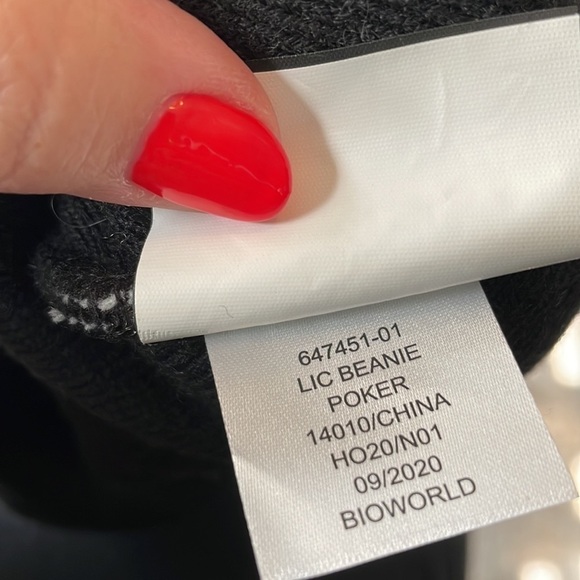 647451-01
LIC BEANIE
POKER
14010/CHINA
HO20/N01
09/2020
BIOWORLD